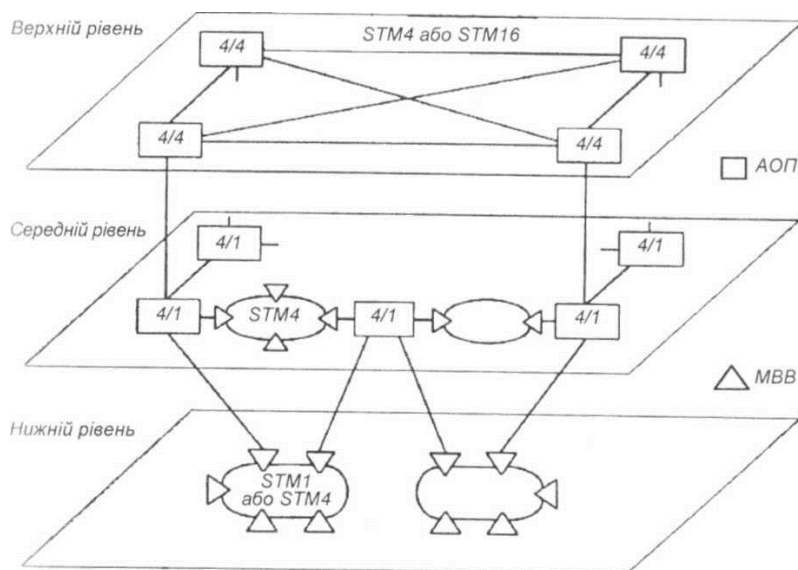 Верхній рівень
STM4 або STM16
4/4
4/4
4/4
4/4
АОП
Середній рівень
4/1
4/1
4/1
STM4
4/1
4/1
МВВ
Нижній рівень
STM1
або STM4